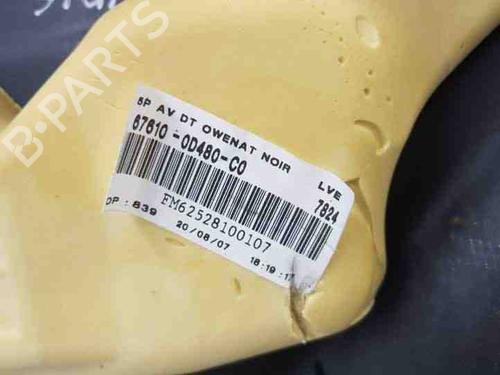 B-PARTS
5P AV DT OWENAT NOIR
67610-0D480-C0
LVE
7824
OP : 839
FM62528100107
20/08/07
18:19:17